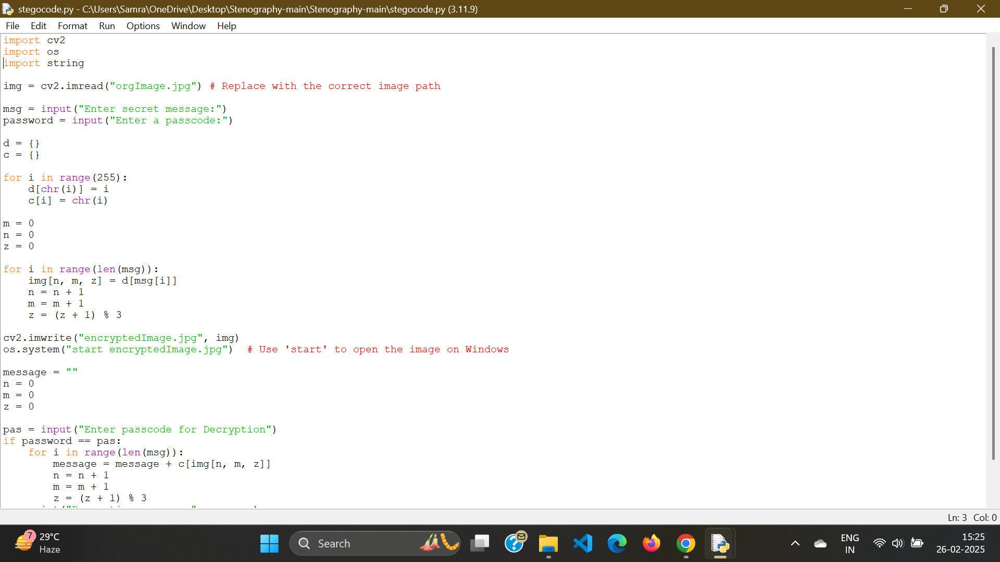 stegocode.py - C:\Users\Samra\OneDrive\Desktop\Stenography-main\Stenography-main\stegocode.py (3.11.9)
File Edit Format Run Options Window Help
import cv2
import os
import string
img = cv2.imread("orgImage.jpg") # Replace with the correct image path
msg = input("Enter secret message:")
password = input("Enter a passcode:")
d = {}
c = {}
for i in range(255):
    d[chr(i)] = i
    c[i] = chr(i)
m = 0
n = 0
z = 0
for i in range(len(msg)):
    img[n, m, z] = d[msg[i]]
    n = n + 1
    m = m + 1
    z = (z + 1) % 3
cv2.imwrite("encryptedImage.jpg", img)
os.system("start encryptedImage.jpg")  # Use 'start' to open the image on Windows
message = ""
n = 0
m = 0
z = 0
pas = input("Enter passcode for Decryption")
if password == pas:
    for i in range(len(msg)):
        message = message + c[img[n, m, z]]
        n = n + 1
        m = m + 1
        z = (z + 1) % 3
Ln: 3 Col: 0
7 29°C
Haze
Search
ENG
IN
15:25
26-02-2025